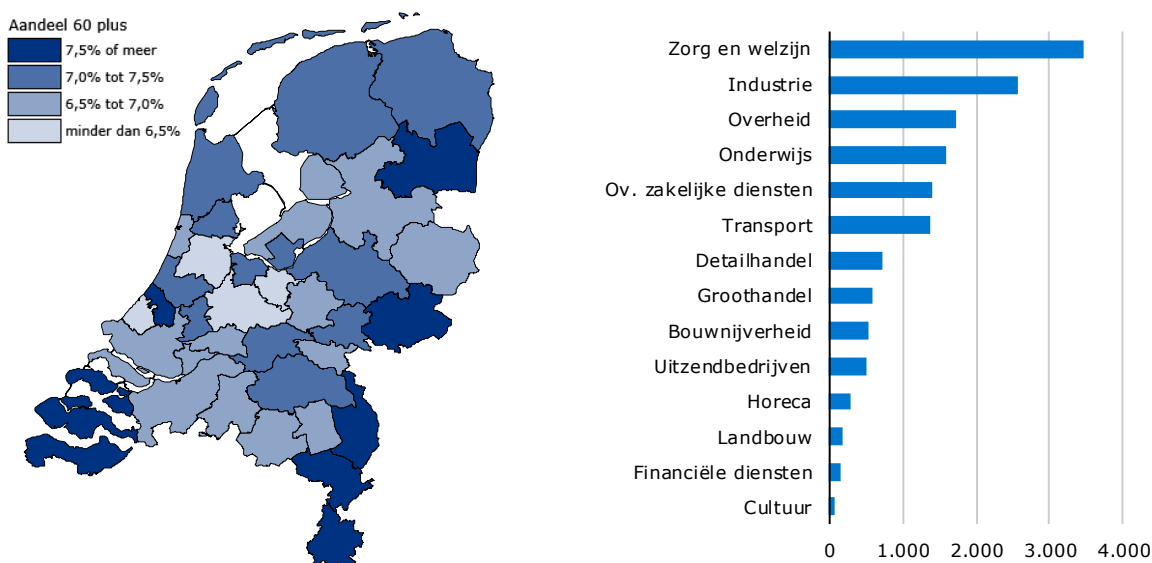 Aandeel 60 plus
7,5% of meer
7,0% tot 7,5%
6,5% tot 7,0%
minder dan 6,5%
Zorg en welzijn
Industrie
Overheid
Onderwijs
Ov. zakelijke diensten
Transport
Detailhandel
Groothandel
Bouwnijverheid
Uitzendbedrijven
Horeca
Landbouw
Financiële diensten
Cultuur
0 1.000 2.000 3.000 4.000